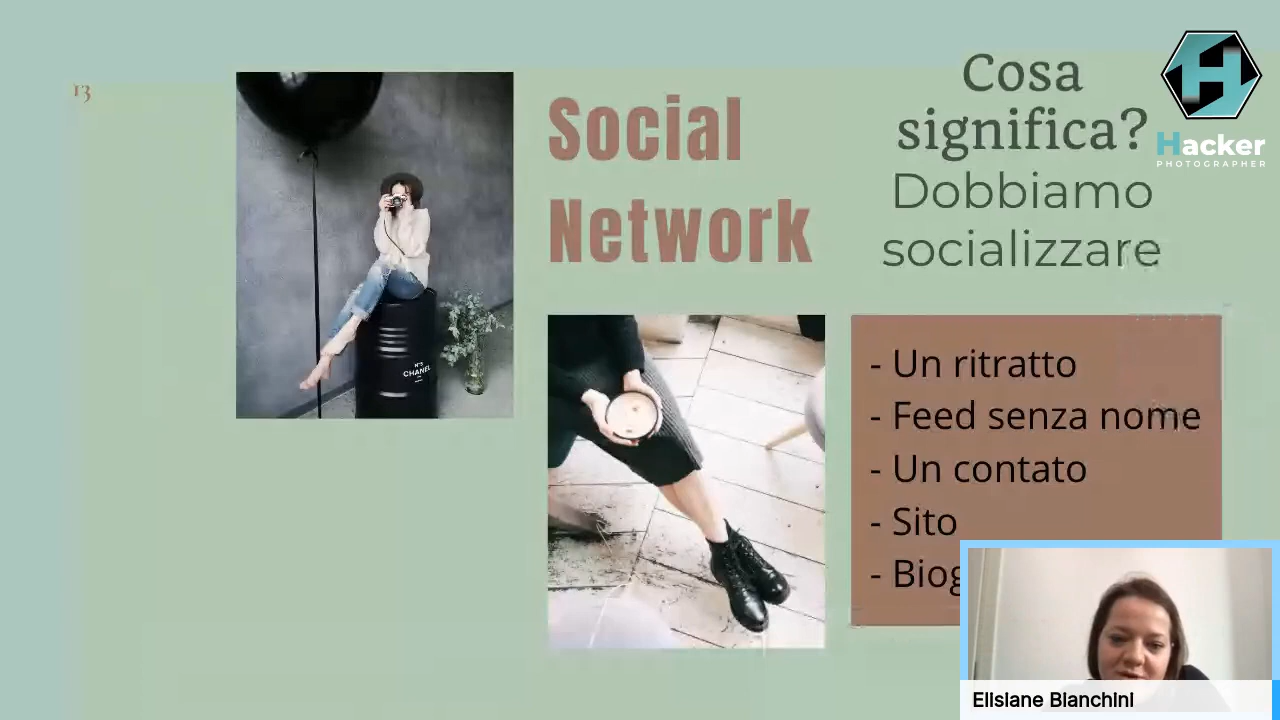 13
Social
Network
Cosa
significa?
Dobbiamo
socializzare
Hacker
PHOTOGRAPHER
N°5
CHANEL
- Un ritratto
- Feed senza nome
- Un contato
- Sito
- Biog
Elisiane Bianchini